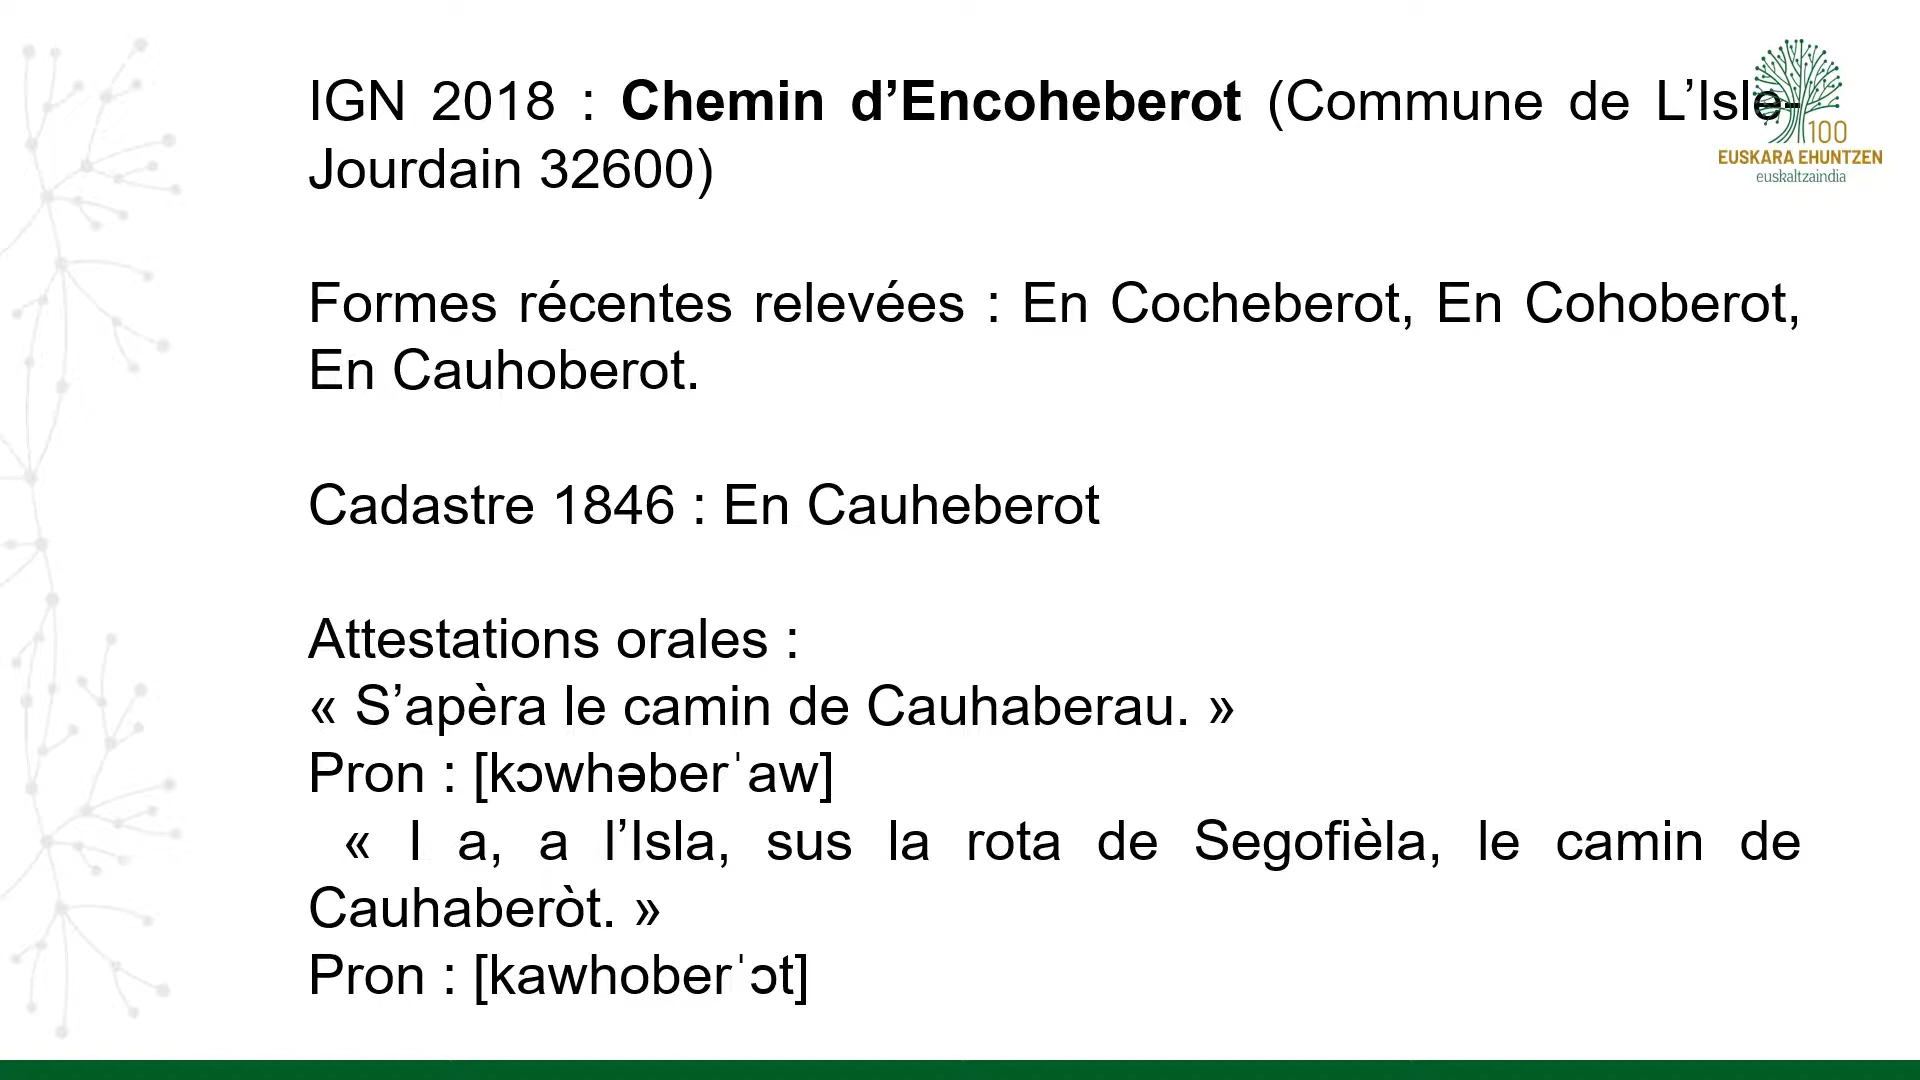 IGN 2018 : Chemin d’Encoheberot (Commune de L’Isle-
Jourdain 32600)
100
EUSKARA EHUNTZEN
euskaltzaindia
Formes récentes relevées : En Cocheberot, En Cohoberot,
En Cauhoberot.
Cadastre 1846 : En Cauheberot
Attestations orales :
« S’apèra le camin de Cauhaberau. »
Pron : [kɔwhəberˈaw]
« I a, a l’Isla, sus la rota de Segofièla, le camin de
Cauhaberòt. »
Pron : [kawhoberˈɔt]